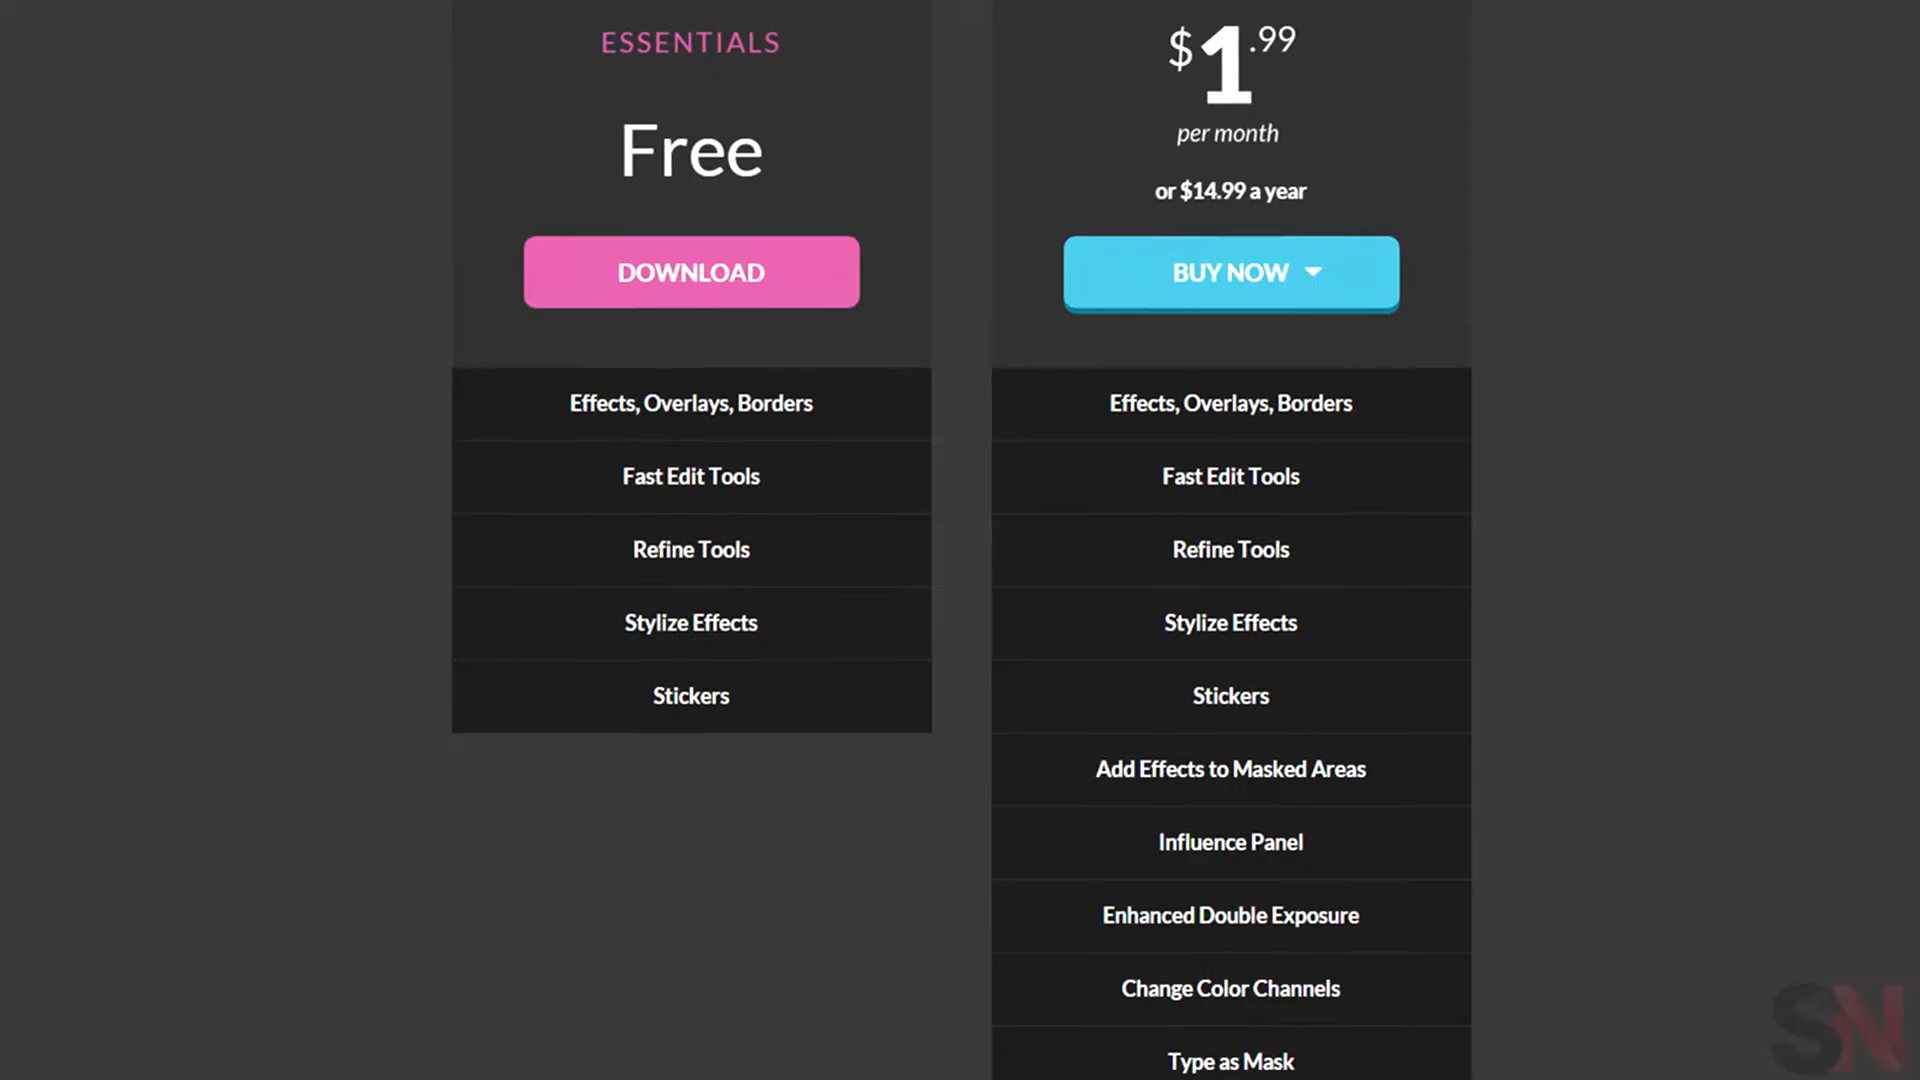 ESSENTIALS
Free
DOWNLOAD
Effects, Overlays, Borders
Fast Edit Tools
Refine Tools
Stylize Effects
Stickers
$1.99
per month
or $14.99 a year
BUY NOW
Effects, Overlays, Borders
Fast Edit Tools
Refine Tools
Stylize Effects
Stickers
Add Effects to Masked Areas
Influence Panel
Enhanced Double Exposure
Change Color Channels
Type as Mask
SN